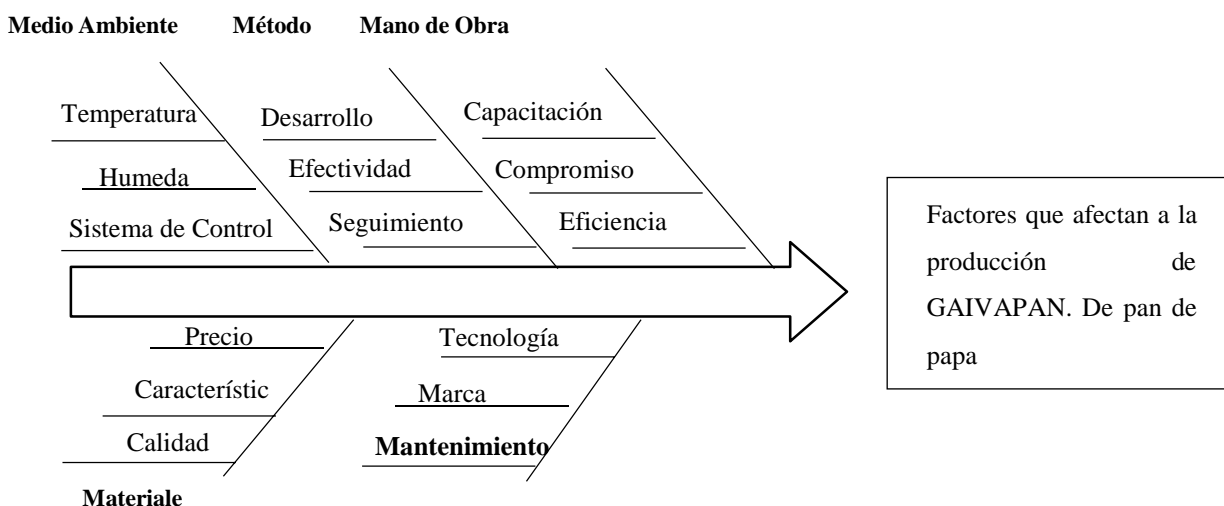 Medio Ambiente Método Mano de Obra
Temperatura
Humeda
Sistema de Control
Desarrollo
Efectividad
Seguimiento
Capacitación
Compromiso
Eficiencia
Factores que afectan a la
producción de
GAIVAPAN. De pan de
papa
Precio
Característic
Calidad
Materiale
Tecnología
Marca
Mantenimiento